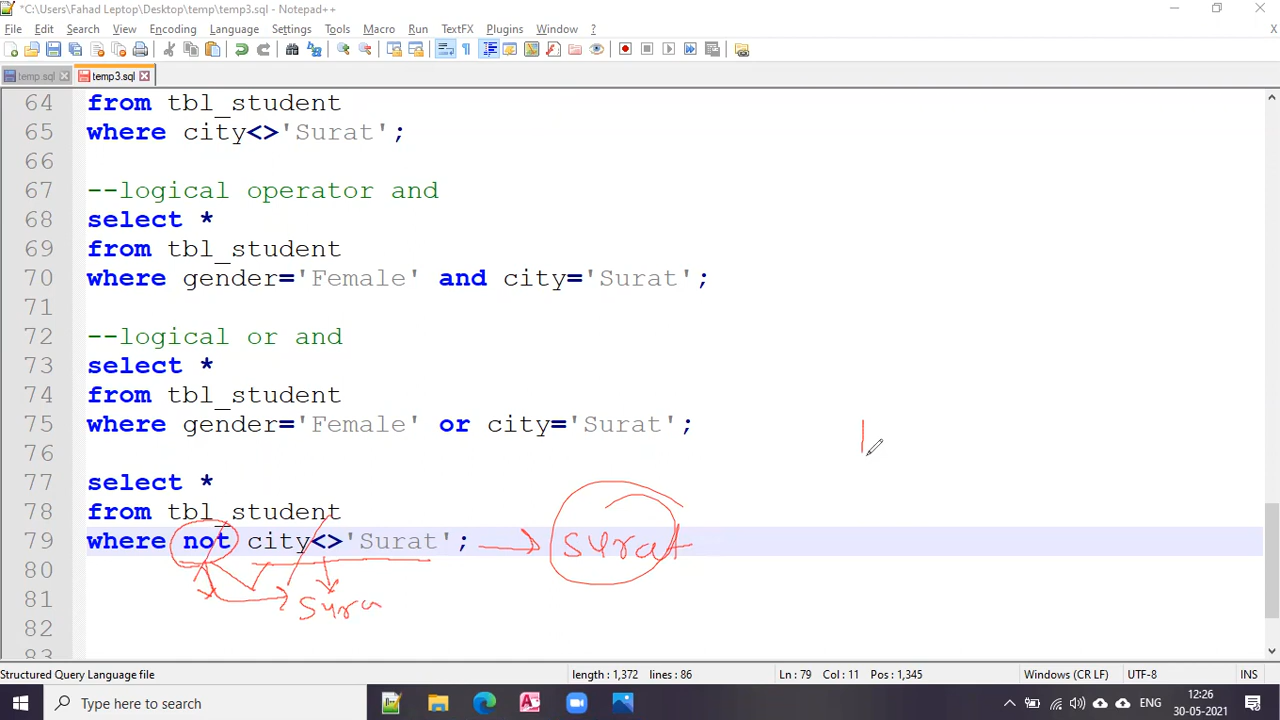 *C:\Users\Fahad Leptop\Desktop\temp\temp3.sql - Notepad++
File Edit Search View Encoding Language Settings Tools Macro Run TextFX Plugins Window ? X
temp.sql temp3.sql
64 from tbl_student
65 where city<>'Surat';
66
67 --logical operator and
68 select *
69 from tbl_student
70 where gender='Female' and city='Surat';
71
72 --logical or and
73 select *
74 from tbl_student
75 where gender='Female' or city='Surat';
76
77 select *
78 from tbl_student
79 where not city<>'Surat'; surat
80
81 Sura
82
83
Structured Query Language file length : 1,372 lines : 86 Ln : 79 Col : 11 Pos : 1,345 Windows (CR LF) UTF-8 INS
Type here to search ENG 12:26
30-05-2021